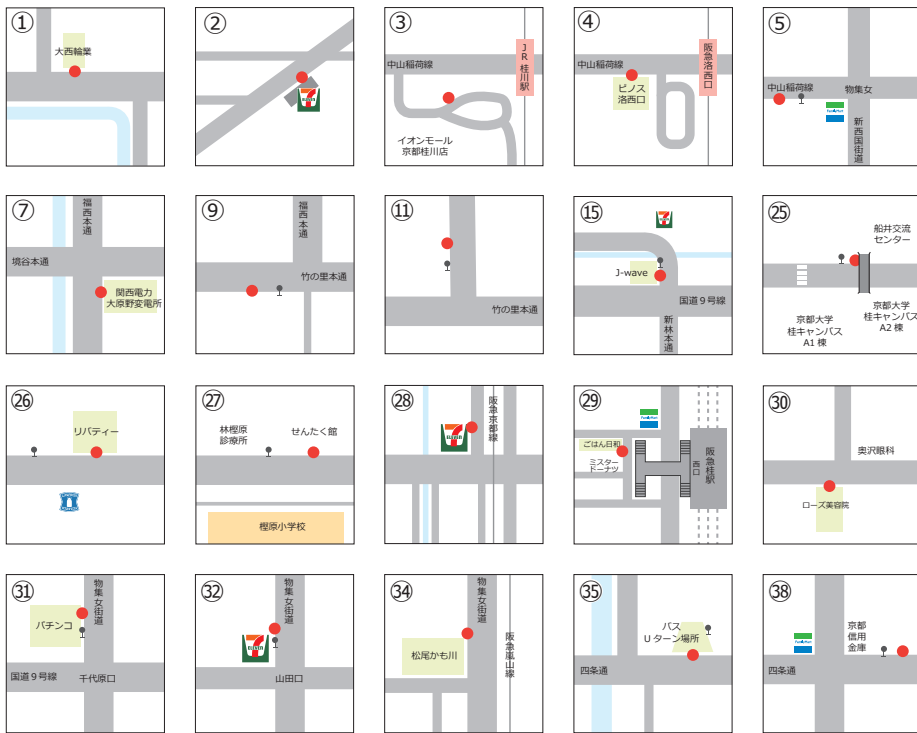 ①
大西輪業
②
③
中山稲荷線
JR桂川駅
イオンモール
京都桂川店
④
中山稲荷線
阪急洛西口
ピノス
洛西口
⑤
中山稲荷線
物集女
新西国街道
FamilyMart
⑦
福西本通
境谷本通
関西電力
大原野変電所
⑨
福西本通
竹の里本通
⑪
竹の里本通
⑮
J-wave
国道9号線
新林本通
㉕
船井交流
センター
京都大学
桂キャンパス
A1 棟
京都大学
桂キャンパス
A2 棟
㉖
リバティー
㉗
林樫原
診療所
せんたく館
樫原小学校
㉘
阪急京都線
ELEVEN
㉙
FamilyMart
ごはん日和
ミスター
ドーナツ
西口
阪急桂駅
㉚
奥沢眼科
ローズ美容院
㉛
物集女街道
パチンコ
国道9号線
千代原口
㉜
物集女街道
ELEVEN
山田口
㉞
物集女街道
松尾かも川
阪急嵐山線
㉟
バス
Uターン場所
四条通
㊳
FamilyMart
京都
信用
金庫
四条通